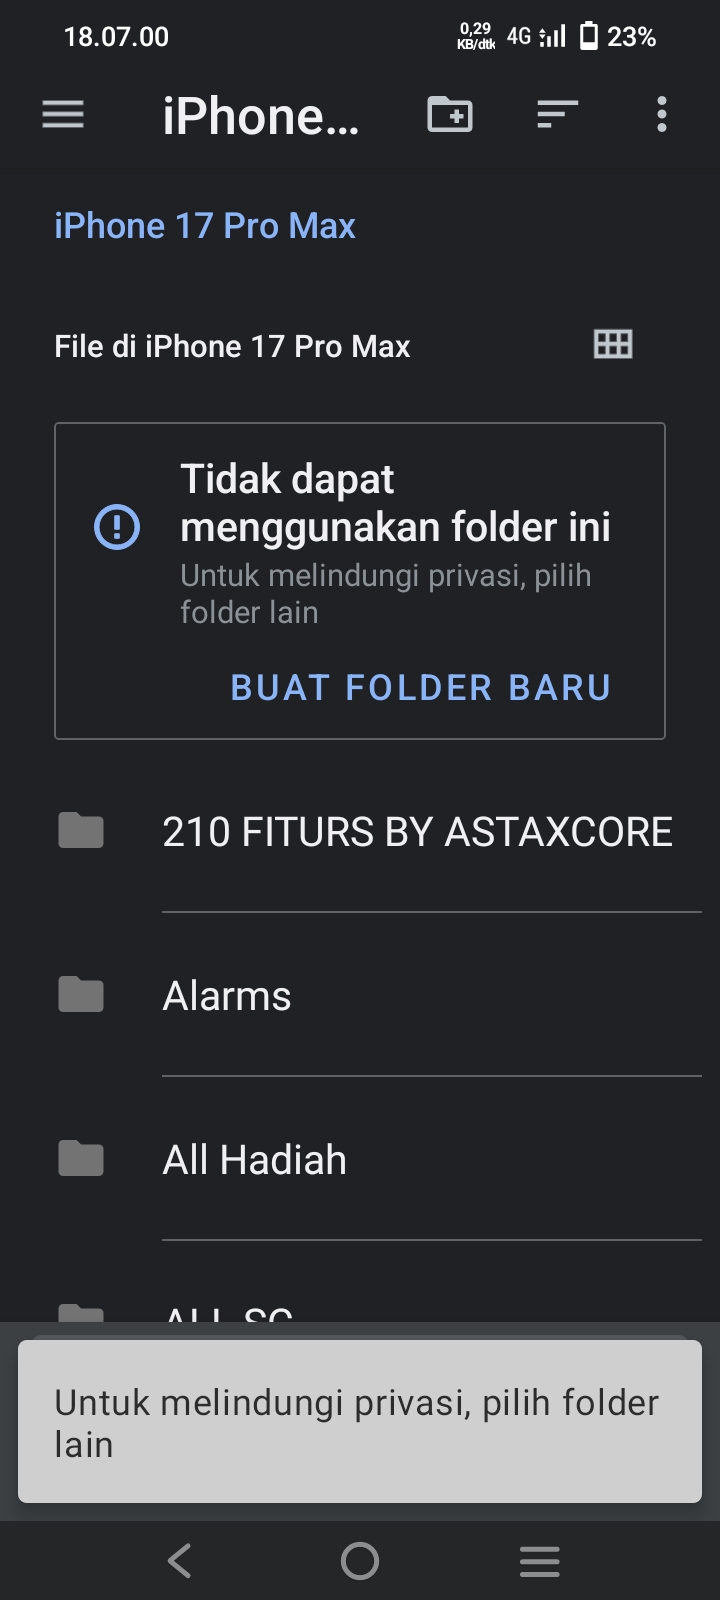 18.07.00
0,29
KB/dtk
4G
23%
iPhone...
iPhone 17 Pro Max
File di iPhone 17 Pro Max
Tidak dapat
menggunakan folder ini
Untuk melindungi privasi, pilih
folder lain
BUAT FOLDER BARU
210 FITURS BY ASTAXCORE
Alarms
All Hadiah
Untuk melindungi privasi, pilih folder
lain